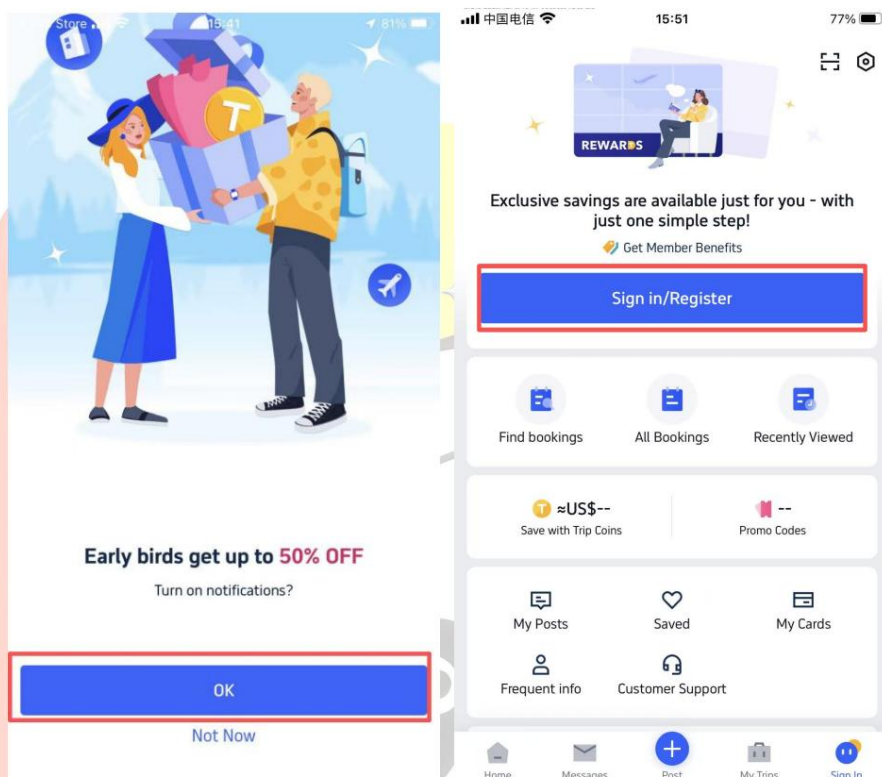 Store
15:41
81%
T
Early birds get up to 50% OFF
Turn on notifications?
OK
Not Now
中国电信
15:51
77%
REWARDS
Exclusive savings are available just for you - with
just one simple step!
Get Member Benefits
Sign in/Register
Find bookings
All Bookings
Recently Viewed
T ≈US$--
Save with Trip Coins
--
Promo Codes
My Posts
Saved
My Cards
Frequent info
Customer Support
Home
Messages
Post
My Trips
Sign In